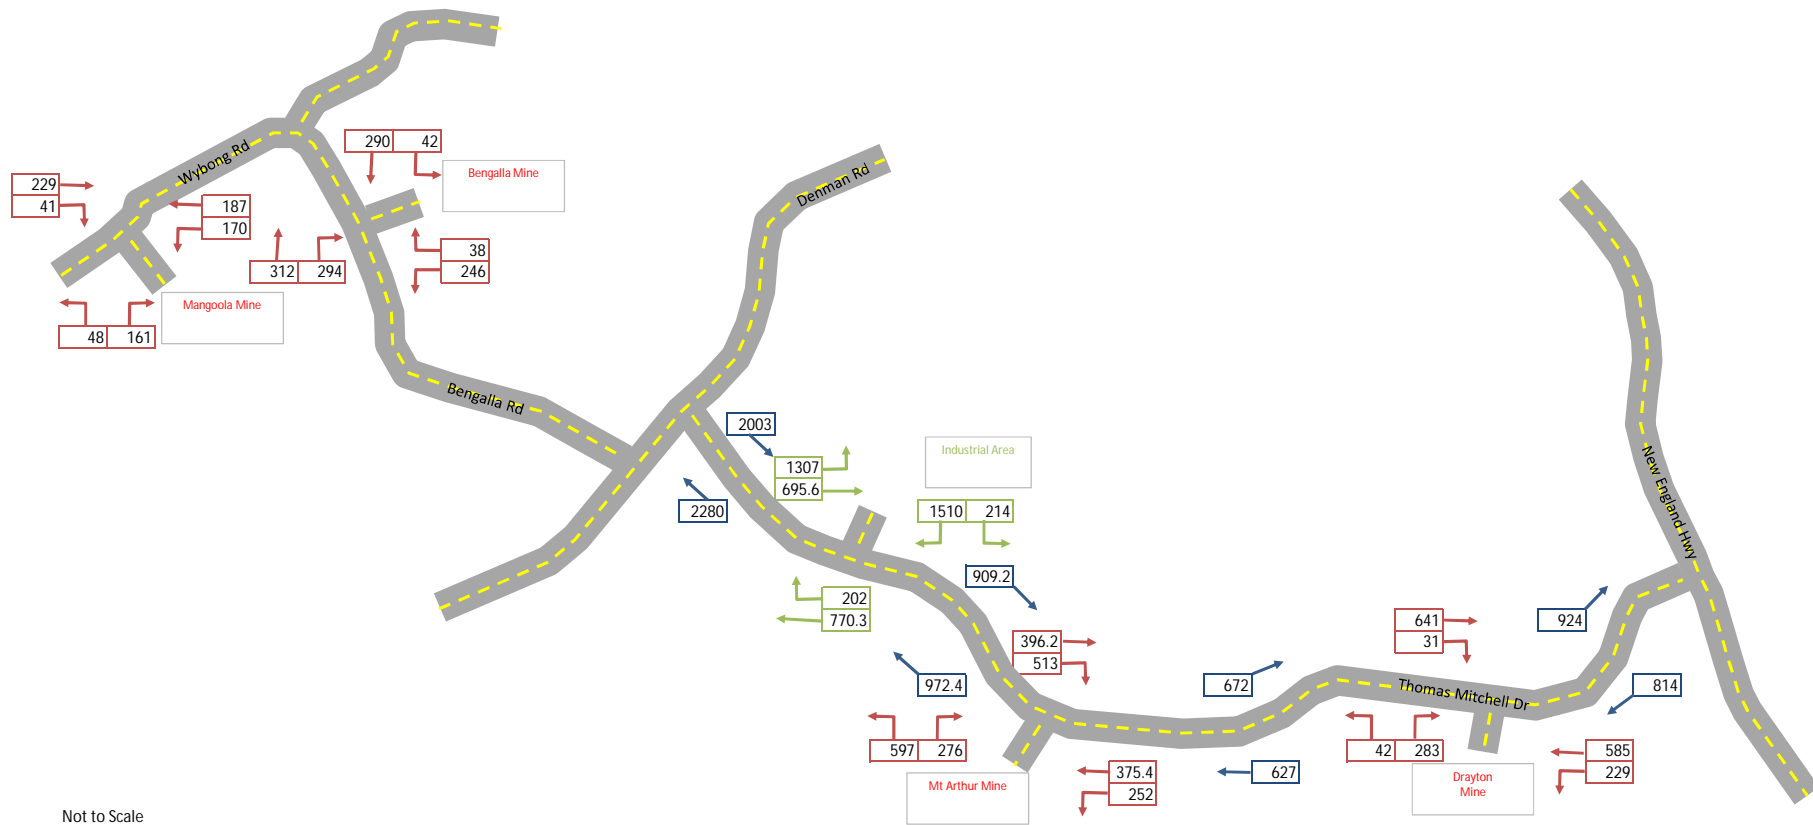 290 42
Wybong Rd
Bengalla Mine
Denman Rd
229
41
187
170
38
246
312 294
Mangoola Mine
48 161
Bengalla Rd
2003
1307
695.6
Industrial Area
2280
1510 214
New England Hwy
909.2
202
770.3
396.2
513
641
31
924
972.4
672
Thomas Mitchell Dr
814
597 276
42 283
585
229
375.4
252
627
Mt Arthur Mine
Drayton
Mine
Not to Scale